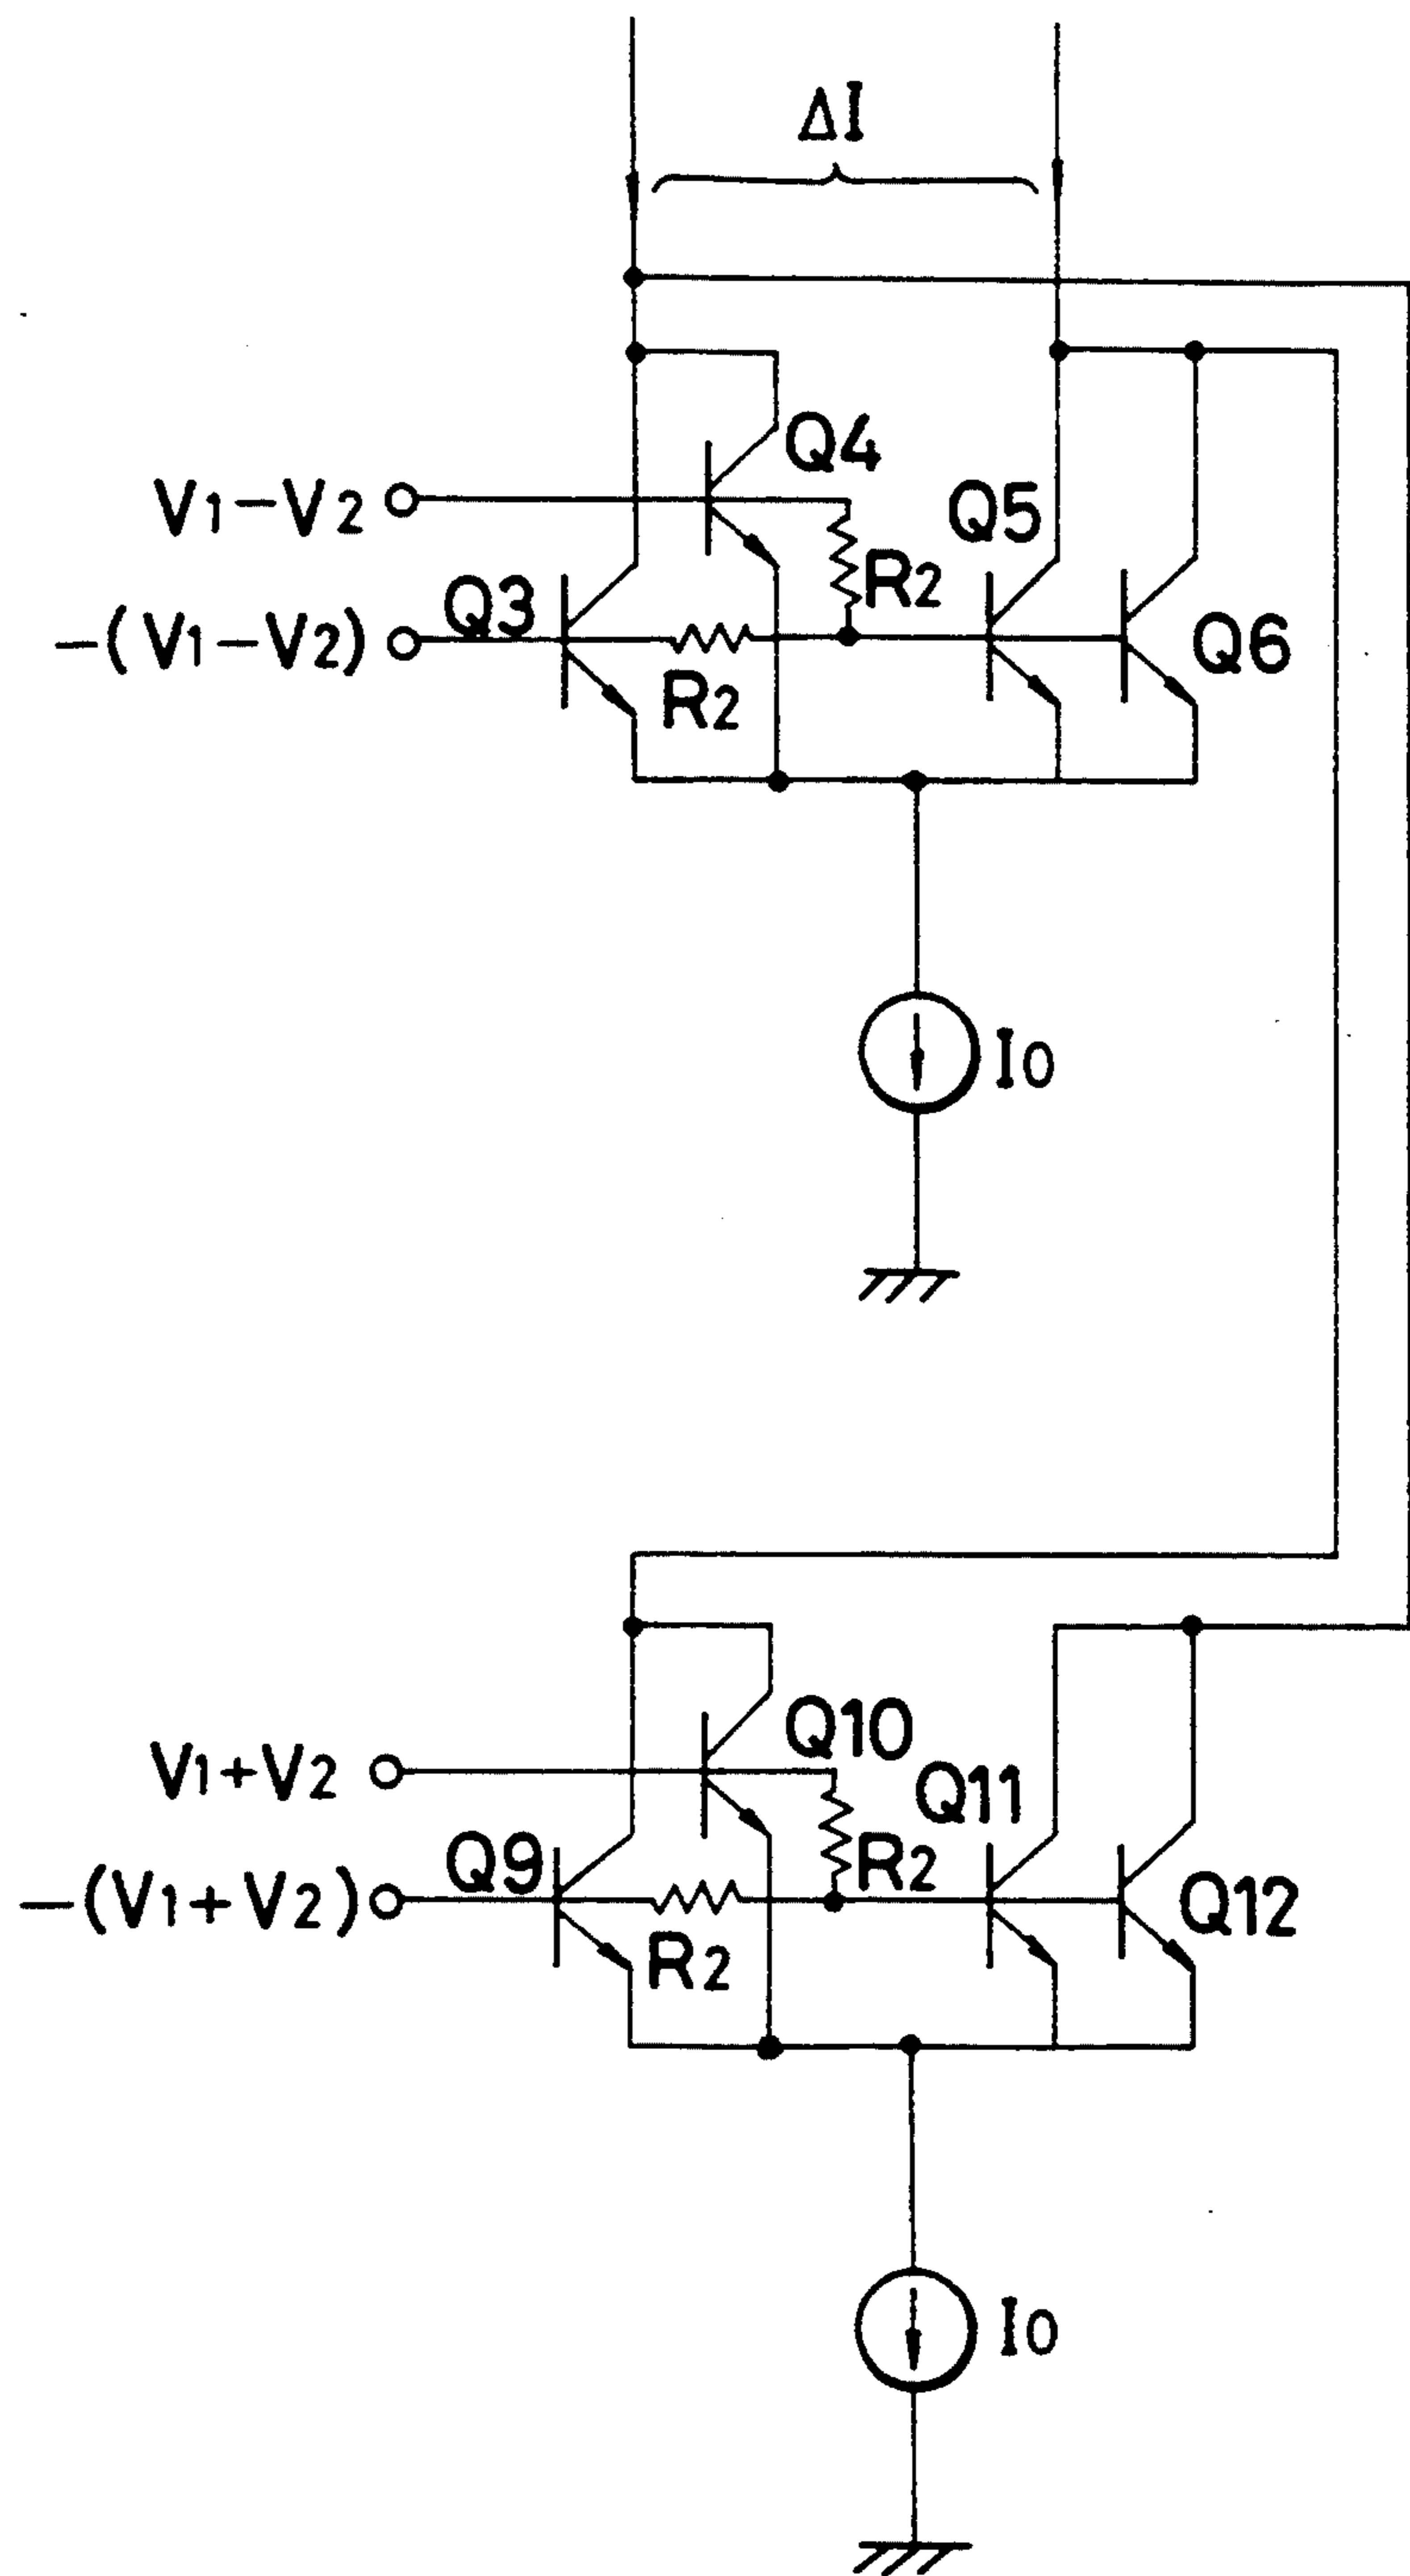 ΔI
Q4
V1−V2
Q5
R2
Q3
−(V1−V2)
Q6
R2
I0
Q10
V1+V2
Q11
Q9
R2
−(V1+V2)
Q12
R2
I0